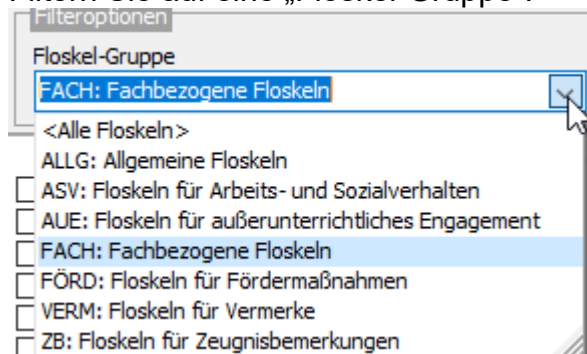 Filteroptionen
Floskel-Gruppe
FACH: Fachbezogene Floskeln
<Alle Floskeln>
ALLG: Allgemeine Floskeln
ASV: Floskeln für Arbeits- und Sozialverhalten
AUE: Floskeln für außerunterrichtliches Engagement
FACH: Fachbezogene Floskeln
FÖRD: Floskeln für Fördermaßnahmen
VERM: Floskeln für Vermerke
ZB: Floskeln für Zeugnisbemerkungen